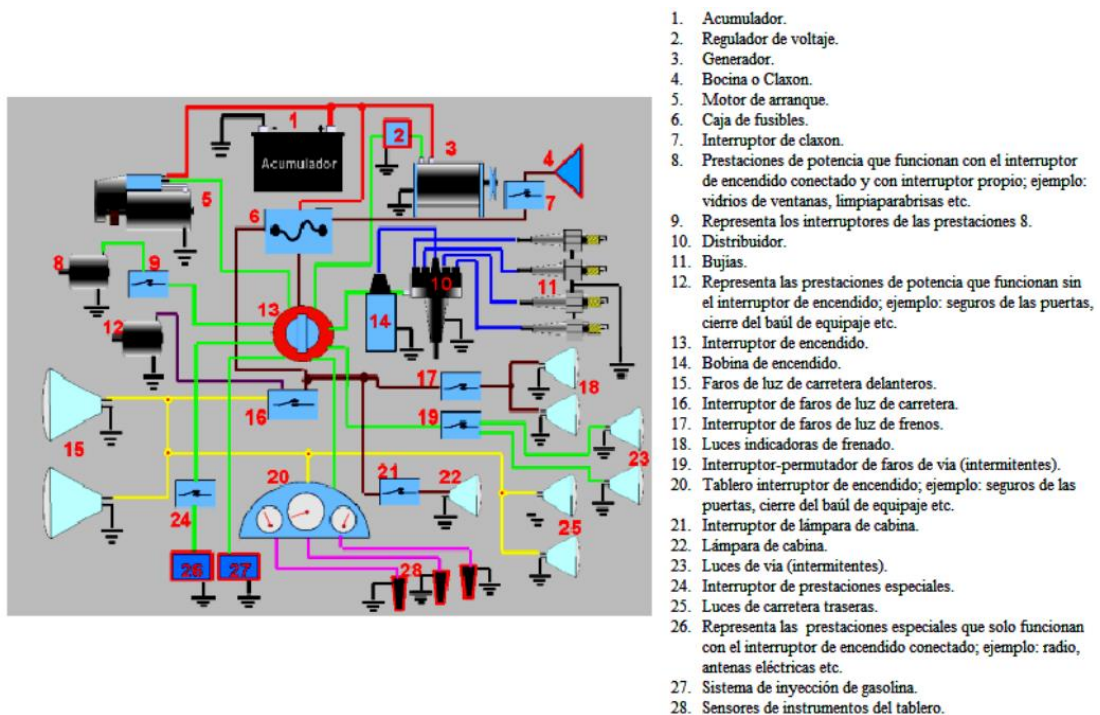 1
Acumulador
2
3
4
5
6
7
8
9
10
11
12
13
14
15
16
17
18
19
20
21
22
23
24
25
26
27
28
1. Acumulador.
2. Regulador de voltaje.
3. Generador.
4. Bocina o Claxon.
5. Motor de arranque.
6. Caja de fusibles.
7. Interruptor de claxon.
8. Prestaciones de potencia que funcionan con el interruptor
de encendido conectado y con interruptor propio; ejemplo:
vidrios de ventanas, limpiaparabrisas etc.
9. Representa los interruptores de las prestaciones 8.
10. Distribuidor.
11. Bujías.
12. Representa las prestaciones de potencia que funcionan sin
el interruptor de encendido; ejemplo: seguros de las puertas,
cierre del baúl de equipaje etc.
13. Interruptor de encendido.
14. Bobina de encendido.
15. Faros de luz de carretera delanteros.
16. Interruptor de faros de luz de carretera.
17. Interruptor de faros de luz de frenos.
18. Luces indicadoras de frenado.
19. Interruptor-permutador de faros de vía (intermitentes).
20. Tablero interruptor de encendido; ejemplo: seguros de las
puertas, cierre del baúl de equipaje etc.
21. Interruptor de lámpara de cabina.
22. Lámpara de cabina.
23. Luces de vía (intermitentes).
24. Interruptor de prestaciones especiales.
25. Luces de carretera traseras.
26. Representa las prestaciones especiales que solo funcionan
con el interruptor de encendido conectado; ejemplo: radio,
antenas eléctricas etc.
27. Sistema de inyección de gasolina.
28. Sensores de instrumentos del tablero.